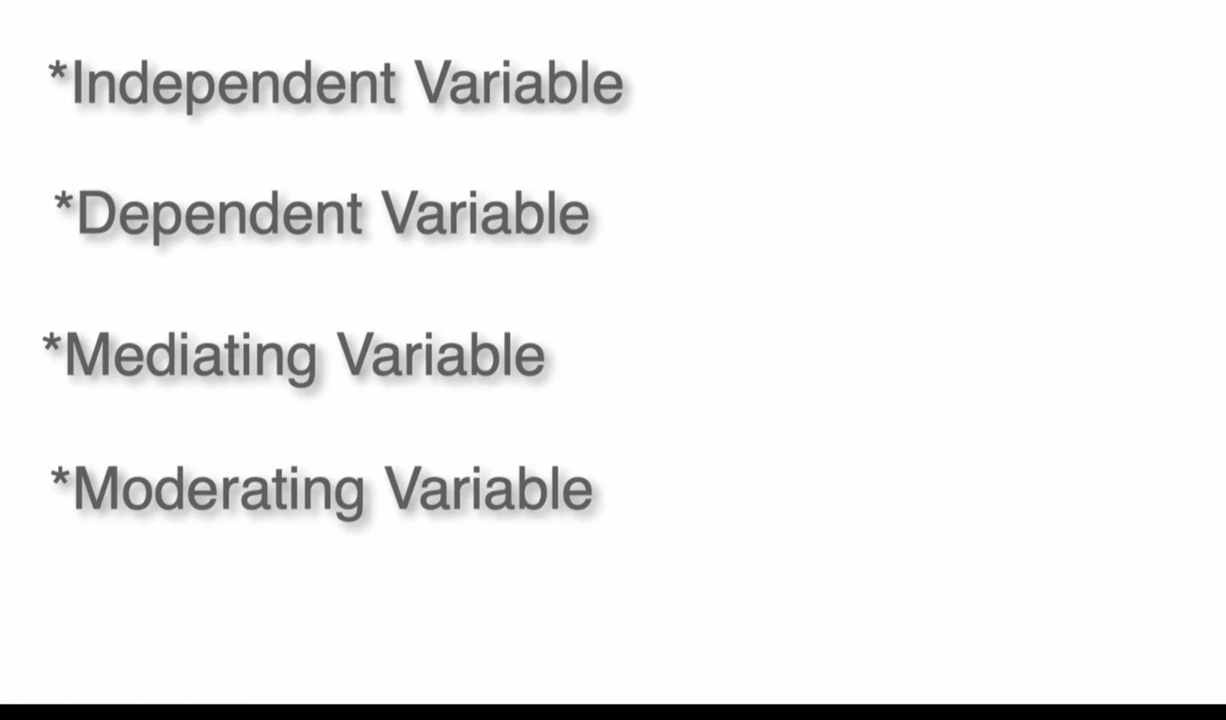 *Independent Variable
*Dependent Variable
*Mediating Variable
*Moderating Variable